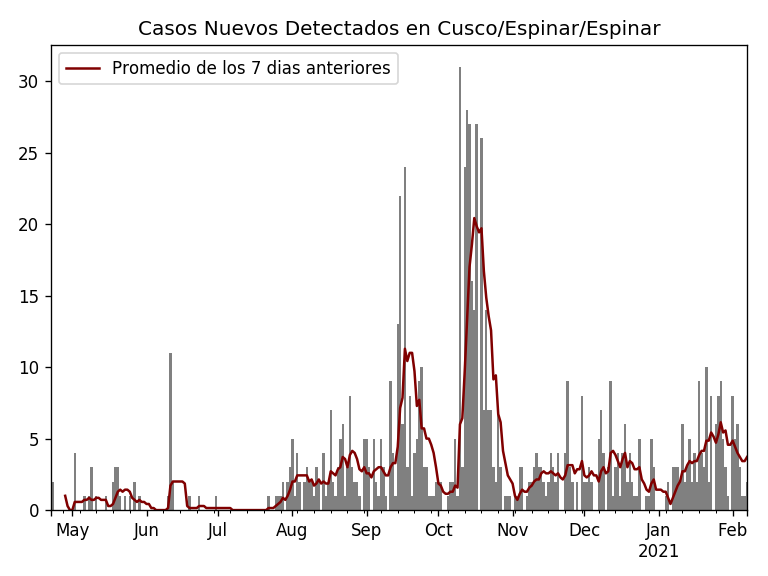 Casos Nuevos Detectados en Cusco/Espinar/Espinar
Promedio de los 7 dias anteriores
30
25
20
15
10
5
0
May Jun Jul Aug Sep Oct Nov Dec Jan Feb
2021